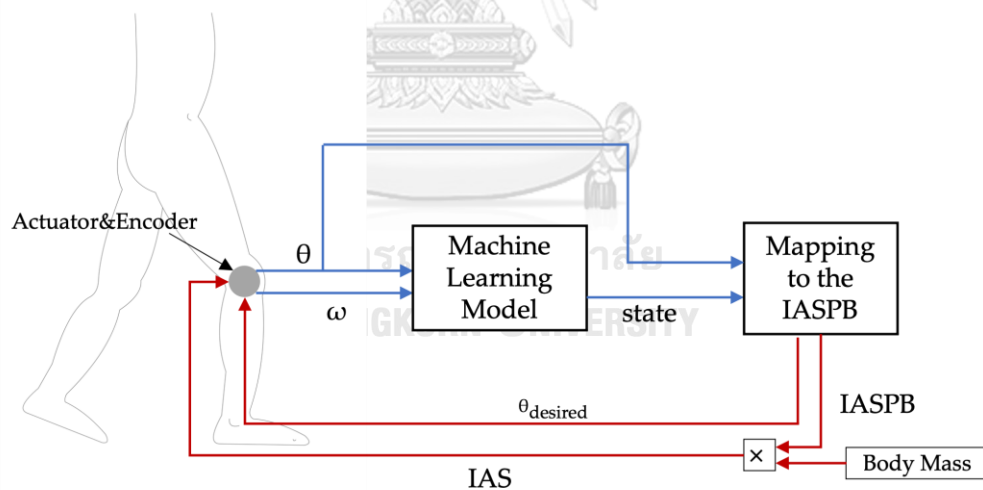 Actuator&Encoder
θ
ω
Machine
Learning
Model
state
Mapping
to the
IASPB
θdesired
IASPB
×
Body Mass
IAS